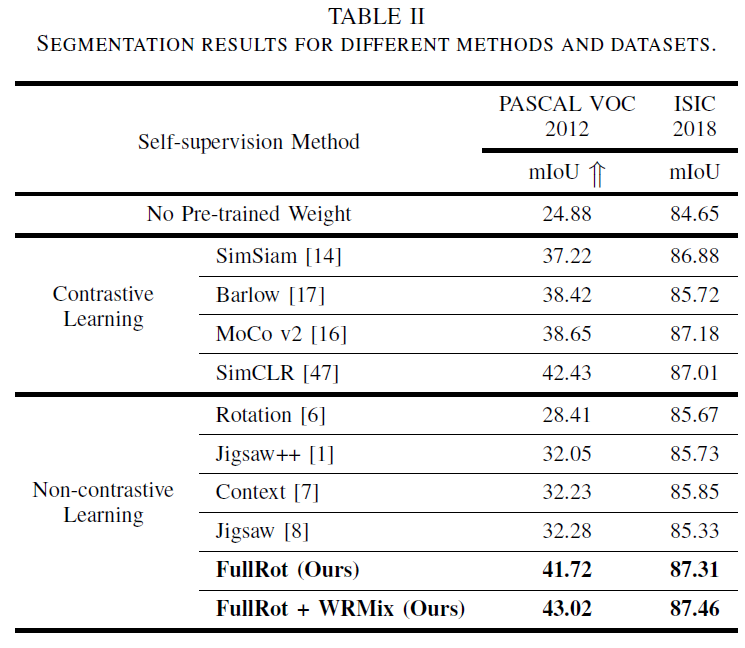 TABLE II
SEGMENTATION RESULTS FOR DIFFERENT METHODS AND DATASETS.
Self-supervision Method
PASCAL VOC 2012
ISIC 2018
mIoU ⇑ mIoU
No Pre-trained Weight 24.88 84.65
Contrastive Learning
SimSiam [14] 37.22 86.88
Barlow [17] 38.42 85.72
MoCo v2 [16] 38.65 87.18
SimCLR [47] 42.43 87.01
Non-contrastive Learning
Rotation [6] 28.41 85.67
Jigsaw++ [1] 32.05 85.73
Context [7] 32.23 85.85
Jigsaw [8] 32.28 85.33
FullRot (Ours) 41.72 87.31
FullRot + WRMix (Ours) 43.02 87.46